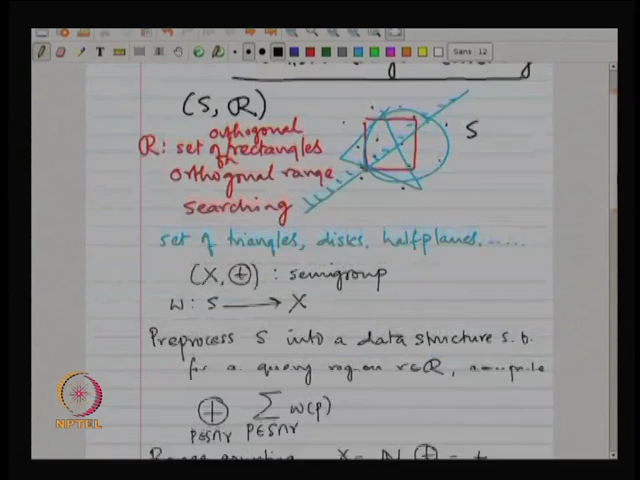 Sans 12
(S, R)
S
orthogonal
R: set of rectangles
or
orthogonal range
searching
set of triangles, disks, halfplanes......
(X, ⊕) : semigroup
W: S ⟶ X
Preprocess S into a data structure s.t.
for a query region r∈R, compute
⊕ Σ w(p)
p∈S∩r p∈S∩r
NPTEL